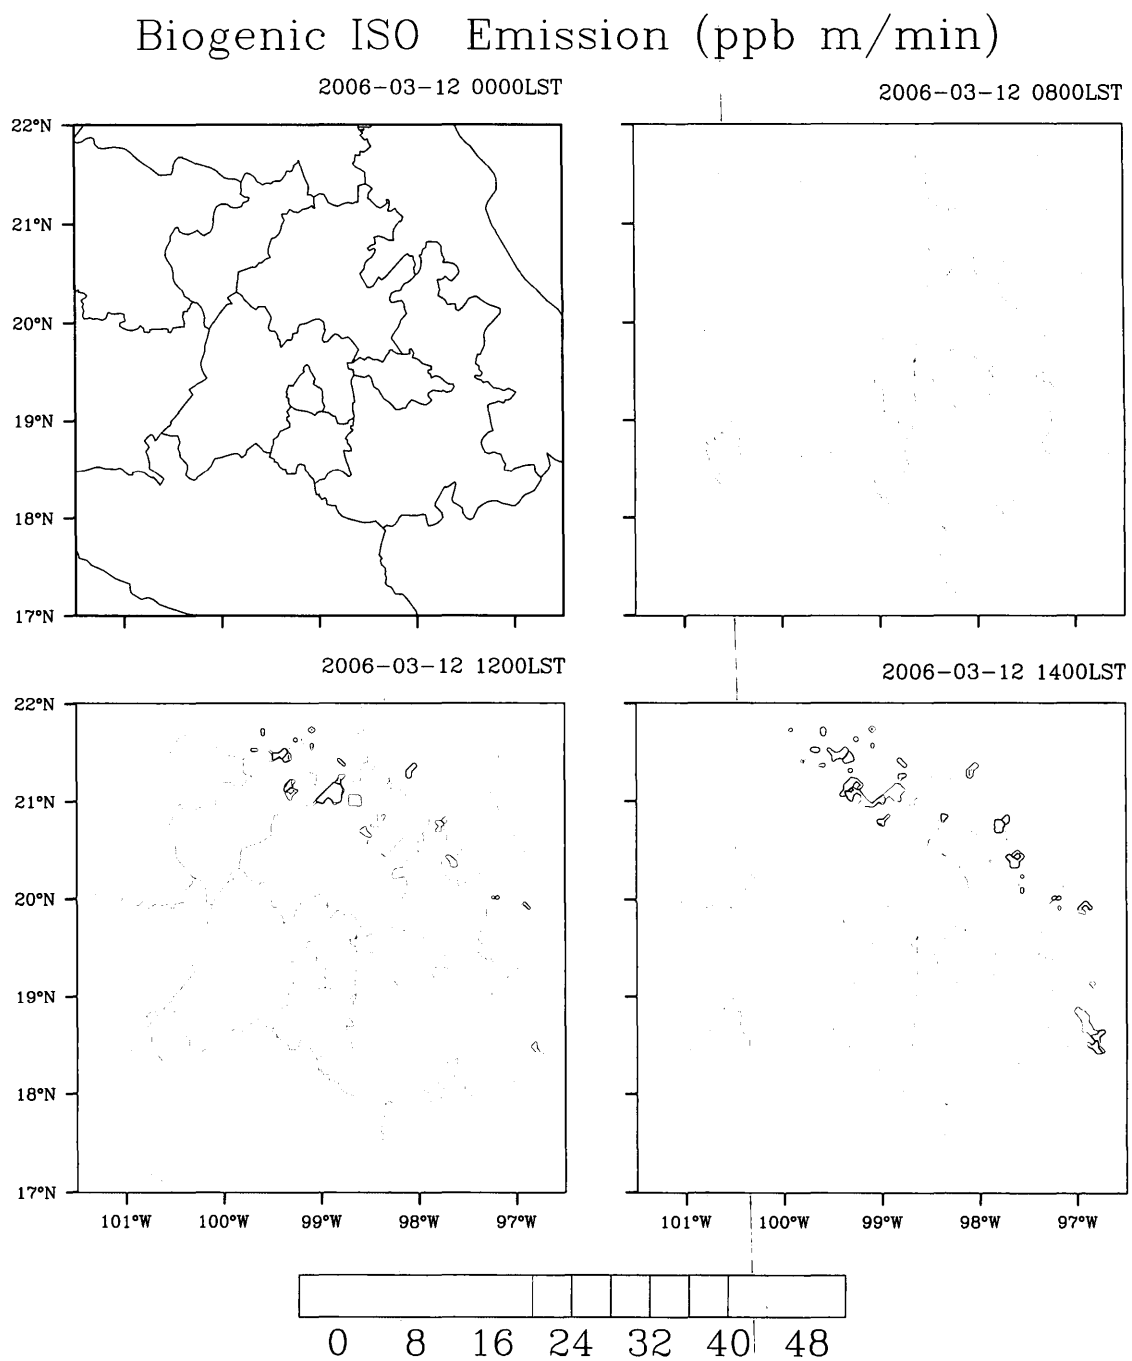 Biogenic ISO Emission (ppb m/min)
2006-03-12 0000LST
2006-03-12 0800LST
22°N
21°N
20°N
19°N
18°N
17°N
2006-03-12 1200LST
2006-03-12 1400LST
22°N
21°N
20°N
19°N
18°N
17°N
101°W 100°W 99°W 98°W 97°W
101°W 100°W 99°W 98°W 97°W
0 8 16 24 32 40 48